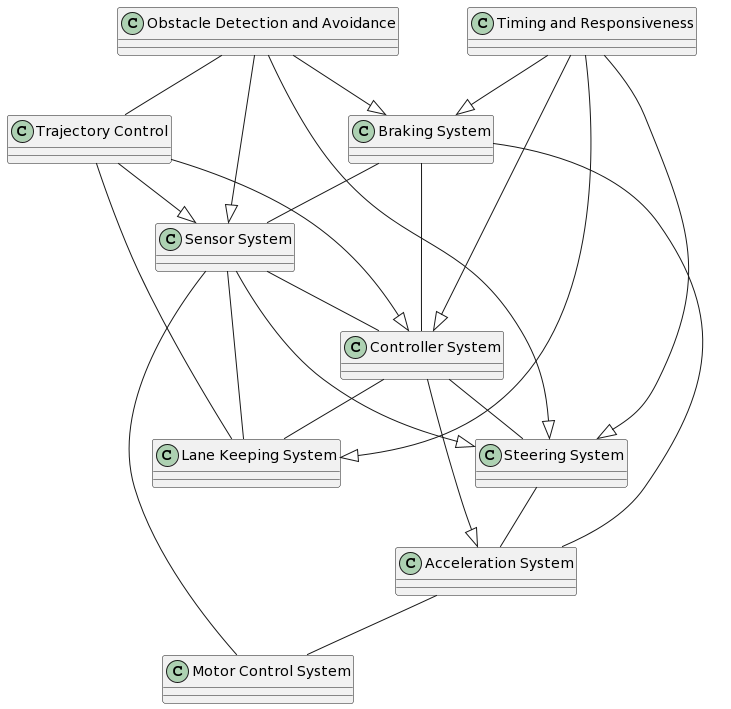 C Obstacle Detection and Avoidance
C Timing and Responsiveness
C Trajectory Control
C Braking System
C Sensor System
C Controller System
C Lane Keeping System
C Steering System
C Acceleration System
C Motor Control System